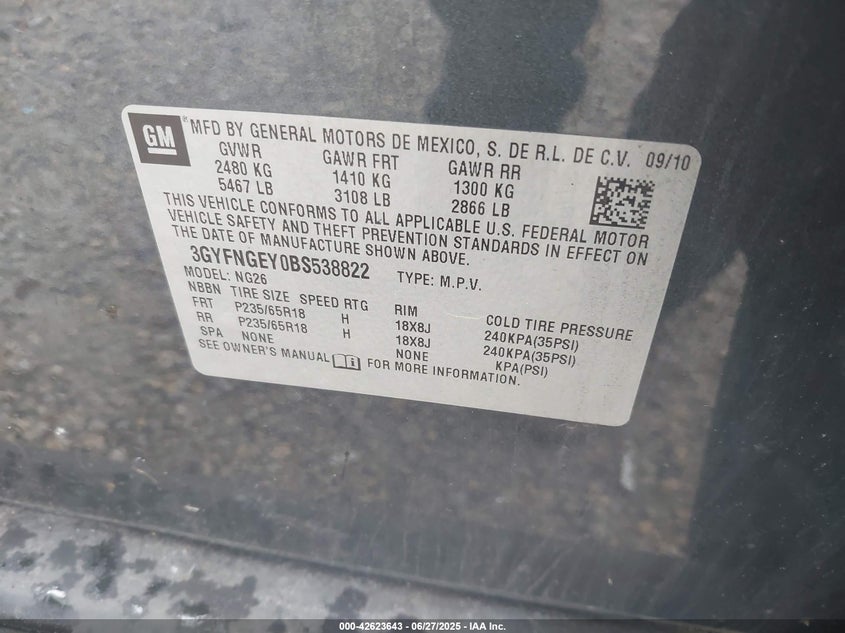 GM ® MFD BY GENERAL MOTORS DE MEXICO, S. DE R.L. DE C.V. 09/10
GVWR GAWR FRT GAWR RR
2480 KG 1410 KG 1300 KG
5467 LB 3108 LB 2866 LB
THIS VEHICLE CONFORMS TO ALL APPLICABLE U.S. FEDERAL MOTOR
VEHICLE SAFETY AND THEFT PREVENTION STANDARDS IN EFFECT ON
THE DATE OF MANUFACTURE SHOWN ABOVE.
3GYFNGEY0BS538822 TYPE: M.P.V.
MODEL: NG26
NBBN TIRE SIZE SPEED RTG RIM COLD TIRE PRESSURE
FRT P235/65R18 H 18X8J 240KPA(35PSI)
RR P235/65R18 H 18X8J 240KPA(35PSI)
SPA NONE NONE KPA(PSI)
SEE OWNER'S MANUAL FOR MORE INFORMATION.
000-42623643 - 06/27/2025 - IAA Inc.